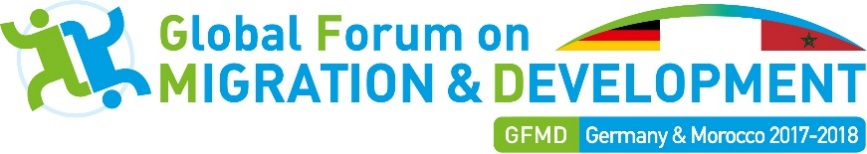 Global Forum on
MIGRATION & DEVELOPMENT
GFMD Germany & Morocco 2017-2018